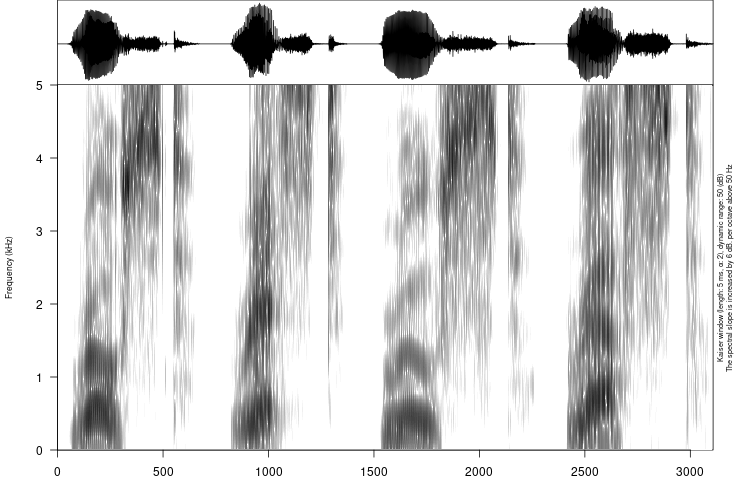 5
4
3
2
1
0
Frequency (kHz)
0 500 1000 1500 2000 2500 3000
Kaiser window (length: 5 ms, α: 2), dynamic range: 50 (dB)
The spectral slope is increased by 6 dB per octave above 50 Hz